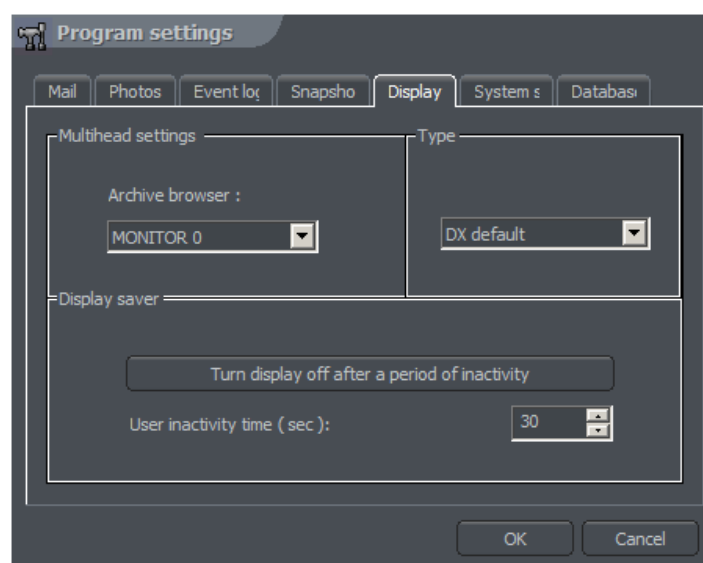 Program settings
Mail Photos Event log Snapsho Display System s Databas
Multihead settings
Type
Archive browser :
MONITOR 0
DX default
Display saver
Turn display off after a period of inactivity
User inactivity time ( sec ):
30
OK Cancel